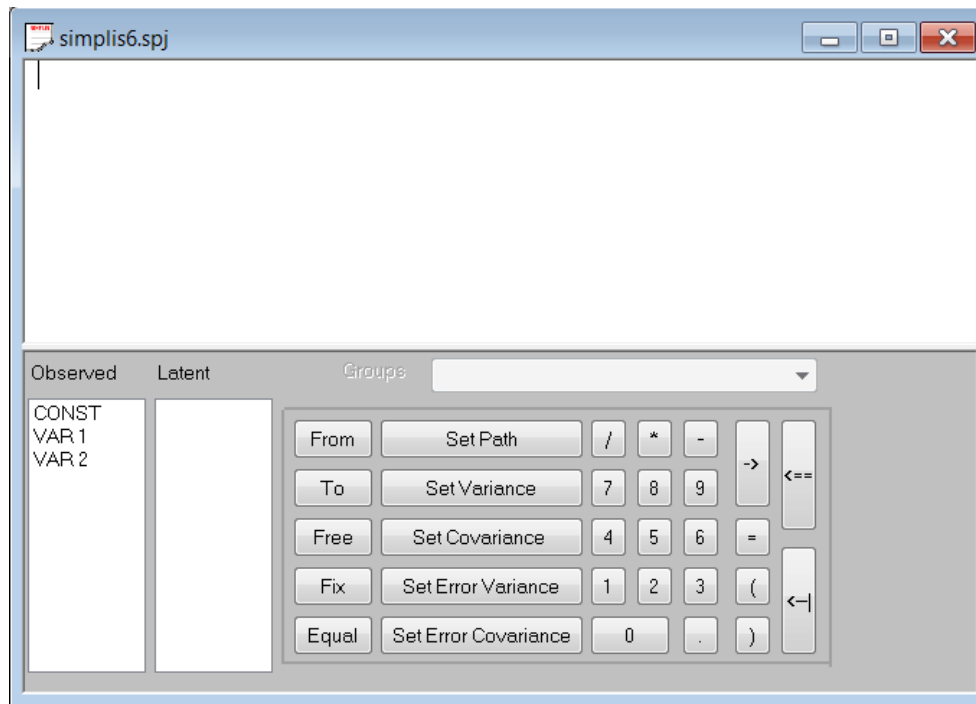 simplis6.spj
Observed Latent Groups
CONST
VAR 1
VAR 2
From Set Path / * - -> <==
To Set Variance 7 8 9
Free Set Covariance 4 5 6 =
Fix Set Error Variance 1 2 3 ( <--|
Equal Set Error Covariance 0 . )